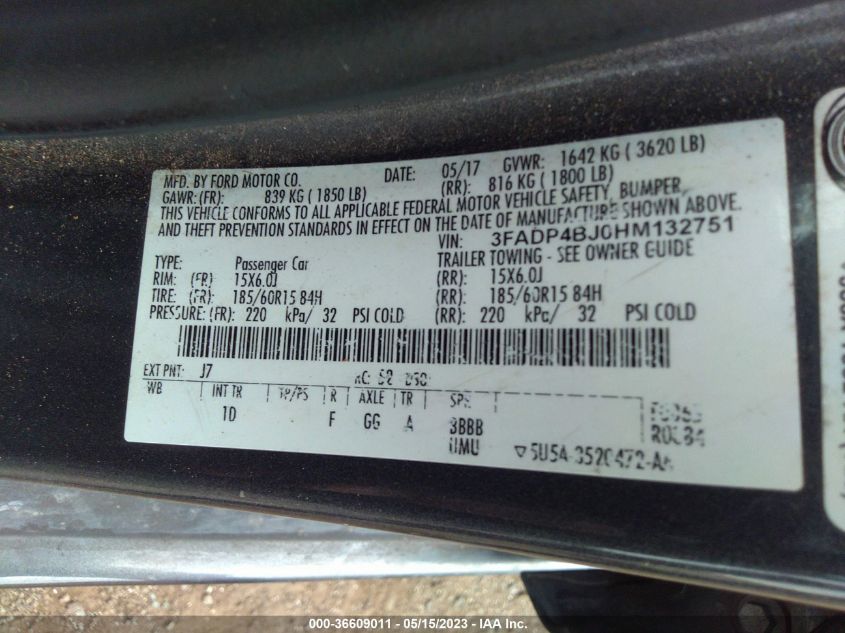 MFD. BY FORD MOTOR CO. DATE: 05/17 GVWR: 1642 KG ( 3620 LB)
GAWR: (FR): 839 KG ( 1850 LB) (RR): 816 KG ( 1800 LB)
THIS VEHICLE CONFORMS TO ALL APPLICABLE FEDERAL MOTOR VEHICLE SAFETY, BUMPER,
AND THEFT PREVENTION STANDARDS IN EFFECT ON THE DATE OF MANUFACTURE SHOWN ABOVE.
VIN: 3FADP4BJ0HM132751
TYPE: Passenger Car TRAILER TOWING - SEE OWNER GUIDE
RIM: (FR) 15X6.0J (RR): 15X6.0J
TIRE: (FR): 185/60R15 84H (RR): 185/60R15 84H
PRESSURE: (FR): 220 kPa/ 32 PSI COLD (RR): 220 kPa/ 32 PSI COLD
EXT PNT: J7
WB INT TR TP/PS R AXLE TR SPR
1D F GG A BBBB
UMU
000-36609011 - 05/15/2023 - IAA Inc.